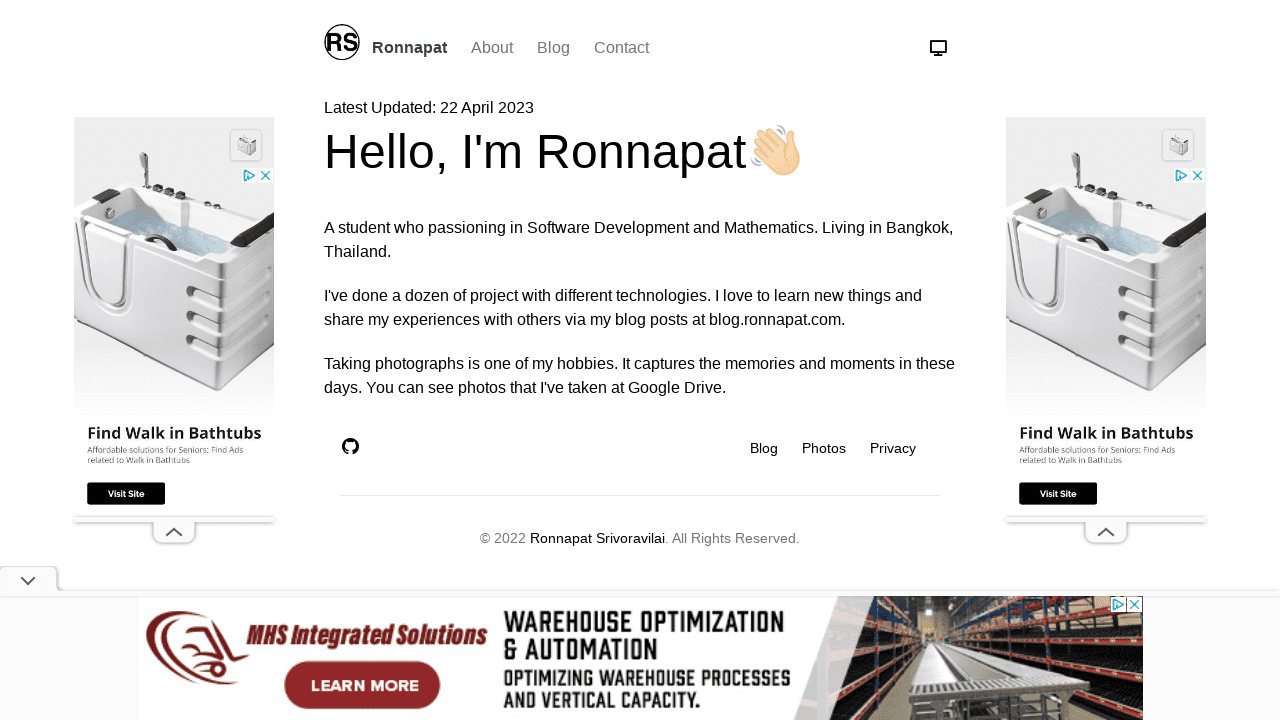 RS
Ronnapat
About
Blog
Contact
Latest Updated: 22 April 2023
Hello, I'm Ronnapat
A student who passioning in Software Development and Mathematics. Living in Bangkok,
Thailand.
I've done a dozen of project with different technologies. I love to learn new things and
share my experiences with others via my blog posts at blog.ronnapat.com.
Taking photographs is one of my hobbies. It captures the memories and moments in these
days. You can see photos that I've taken at Google Drive.
Blog
Photos
Privacy
© 2022 Ronnapat Srivoravilai. All Rights Reserved.
Find Walk in Bathtubs
Affordable solutions for Seniors: Find Ads
related to Walk in Bathtubs
Visit Site
Find Walk in Bathtubs
Affordable solutions for Seniors: Find Ads
related to Walk in Bathtubs
Visit Site
MHS Integrated Solutions
LEARN MORE
WAREHOUSE OPTIMIZATION
& AUTOMATION
OPTIMIZING WAREHOUSE PROCESSES
AND VERTICAL CAPACITY.